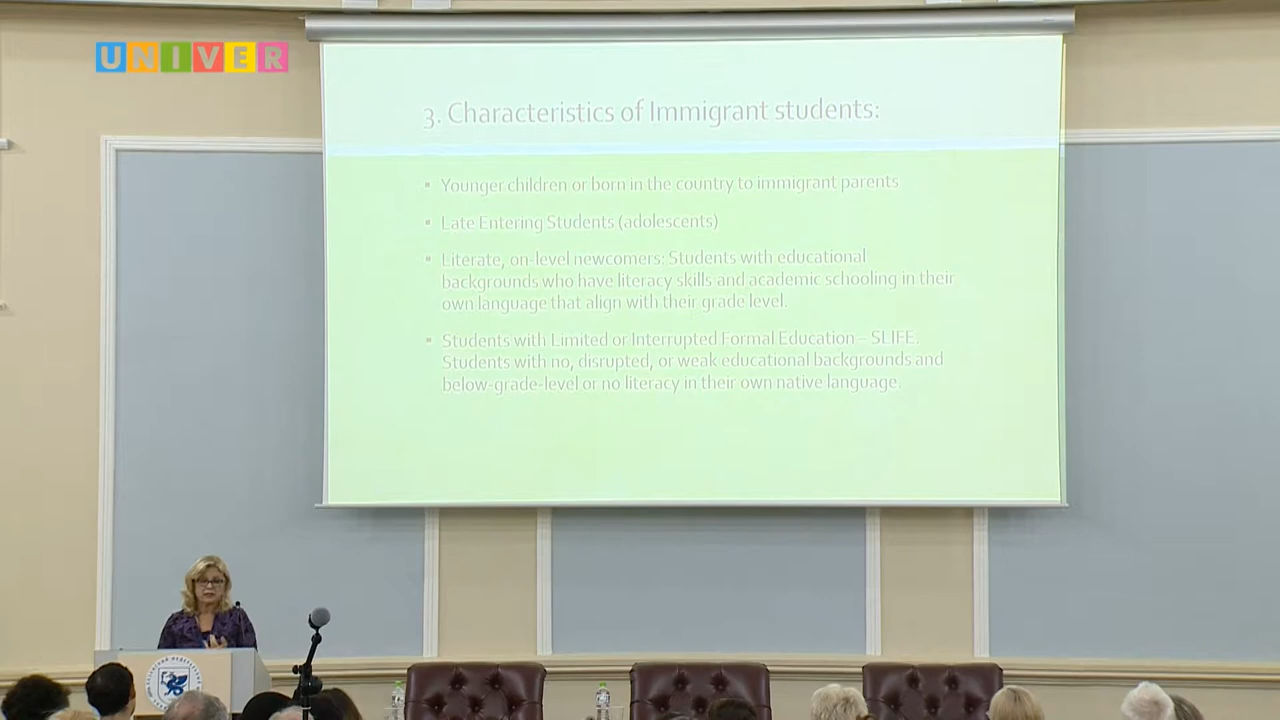 UNIVER
3. Characteristics of Immigrant students:
▪ Younger children or born in the country to immigrant parents
▪ Late Entering Students (adolescents)
▪ Literate, on-level newcomers: Students with educational
backgrounds who have literacy skills and academic schooling in their
own language that align with their grade level.
▪ Students with Limited or Interrupted Formal Education – SLIFE.
Students with no, disrupted, or weak educational backgrounds and
below-grade-level or no literacy in their own native language.